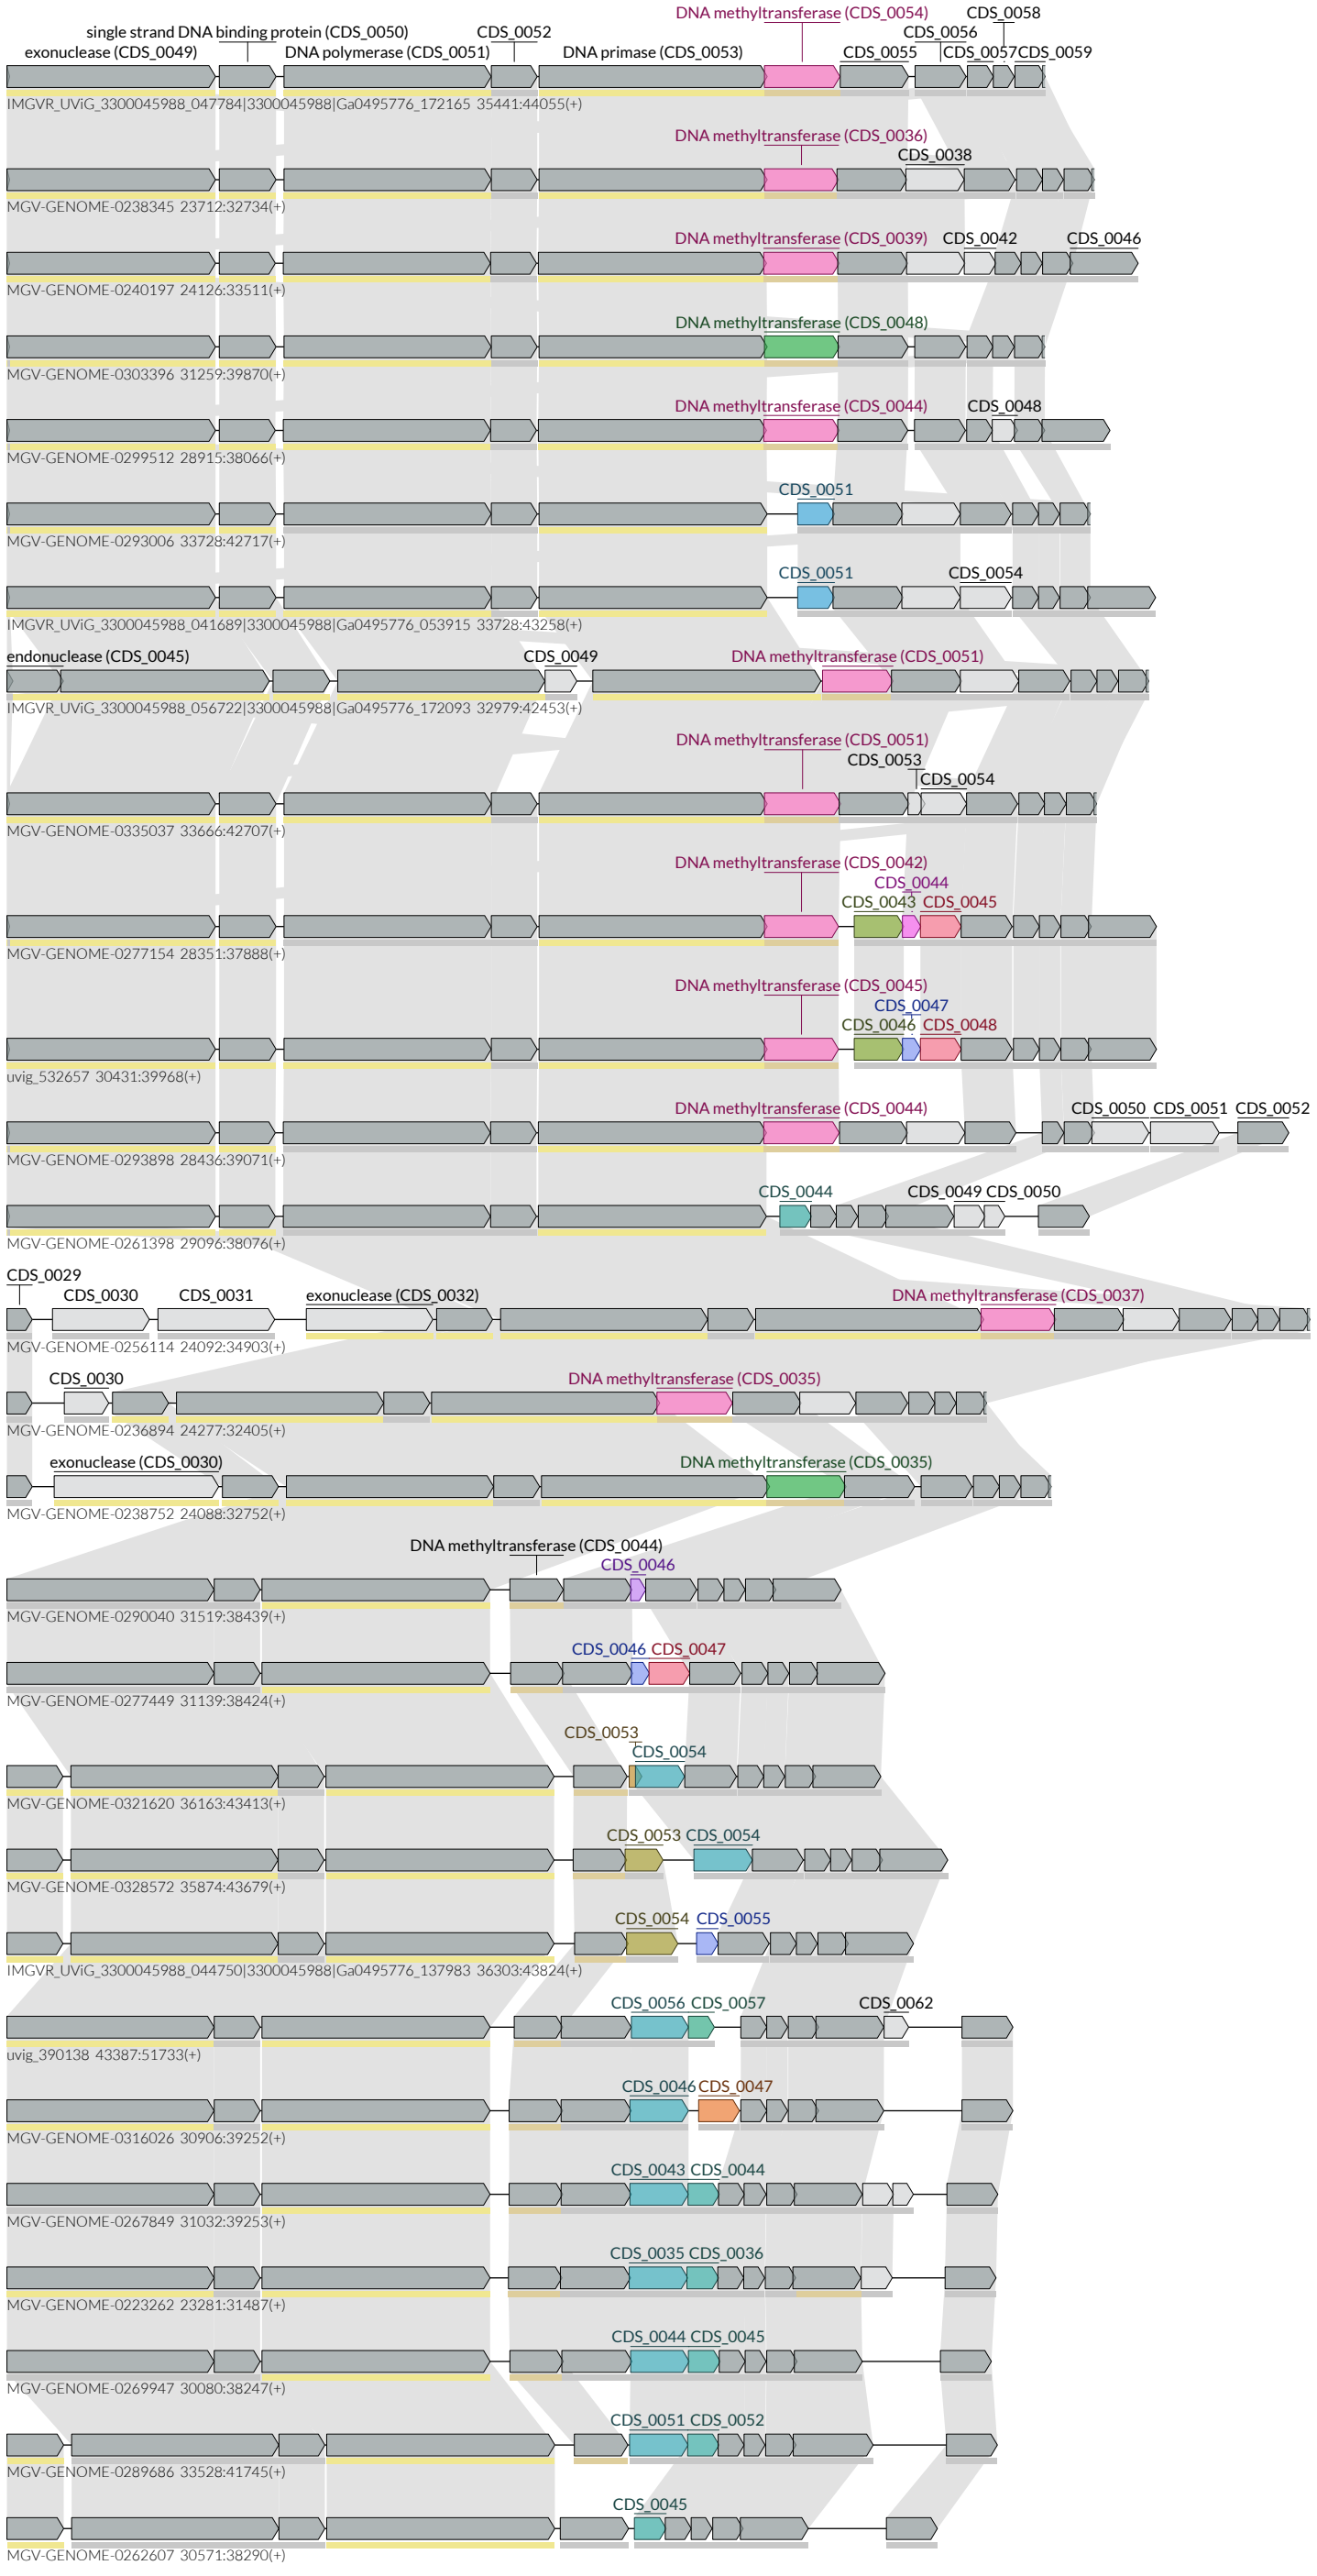 DNA methyltransferase (CDS_0054) CDS_0058
single strand DNA binding protein (CDS_0050) CDS_0052 CDS_0056
exonuclease (CDS_0049) DNA polymerase (CDS_0051) DNA primase (CDS_0053) CDS_0055 CDS_0057 CDS_0059
IMGVR_UViG_3300045988_047784|3300045988|Ga0495776_172165 35441:44055(+)
DNA methyltransferase (CDS_0036)
CDS_0038
MGV-GENOME-0238345 23712:32734(+)
DNA methyltransferase (CDS_0039) CDS_0042 CDS_0046
MGV-GENOME-0240197 24126:33511(+)
DNA methyltransferase (CDS_0048)
MGV-GENOME-0303396 31259:39870(+)
DNA methyltransferase (CDS_0044) CDS_0048
MGV-GENOME-0299512 28915:38066(+)
CDS_0051
MGV-GENOME-0293006 33728:42717(+)
CDS_0051 CDS_0054
IMGVR_UViG_3300045988_041689|3300045988|Ga0495776_053915 33728:43258(+)
endonuclease (CDS_0045) CDS_0049 DNA methyltransferase (CDS_0051)
IMGVR_UViG_3300045988_056722|3300045988|Ga0495776_172093 32979:42453(+)
DNA methyltransferase (CDS_0051)
CDS_0053
CDS_0054
MGV-GENOME-0335037 33666:42707(+)
DNA methyltransferase (CDS_0042)
CDS_0044
CDS_0043 CDS_0045
MGV-GENOME-0277154 28351:37888(+)
DNA methyltransferase (CDS_0045)
CDS_0047
CDS_0046 CDS_0048
uvig_532657 30431:39968(+)
DNA methyltransferase (CDS_0044) CDS_0050 CDS_0051 CDS_0052
MGV-GENOME-0293898 28436:39071(+)
CDS_0044 CDS_0049 CDS_0050
MGV-GENOME-0261398 29096:38076(+)
CDS_0029
CDS_0030 CDS_0031 exonuclease (CDS_0032) DNA methyltransferase (CDS_0037)
MGV-GENOME-0256114 24092:34903(+)
CDS_0030 DNA methyltransferase (CDS_0035)
MGV-GENOME-0236894 24277:32405(+)
exonuclease (CDS_0030) DNA methyltransferase (CDS_0035)
MGV-GENOME-0238752 24088:32752(+)
DNA methyltransferase (CDS_0044)
CDS_0046
MGV-GENOME-0290040 31519:38439(+)
CDS_0046 CDS_0047
MGV-GENOME-0277449 31139:38424(+)
CDS_0053
CDS_0054
MGV-GENOME-0321620 36163:43413(+)
CDS_0053 CDS_0054
MGV-GENOME-0328572 35874:43679(+)
CDS_0054 CDS_0055
IMGVR_UViG_3300045988_044750|3300045988|Ga0495776_137983 36303:43824(+)
CDS_0056 CDS_0057 CDS_0062
uvig_390138 43387:51733(+)
CDS_0046 CDS_0047
MGV-GENOME-0316026 30906:39252(+)
CDS_0043 CDS_0044
MGV-GENOME-0267849 31032:39253(+)
CDS_0035 CDS_0036
MGV-GENOME-0223262 23281:31487(+)
CDS_0044 CDS_0045
MGV-GENOME-0269947 30080:38247(+)
CDS_0051 CDS_0052
MGV-GENOME-0289686 33528:41745(+)
CDS_0045
MGV-GENOME-0262607 30571:38290(+)